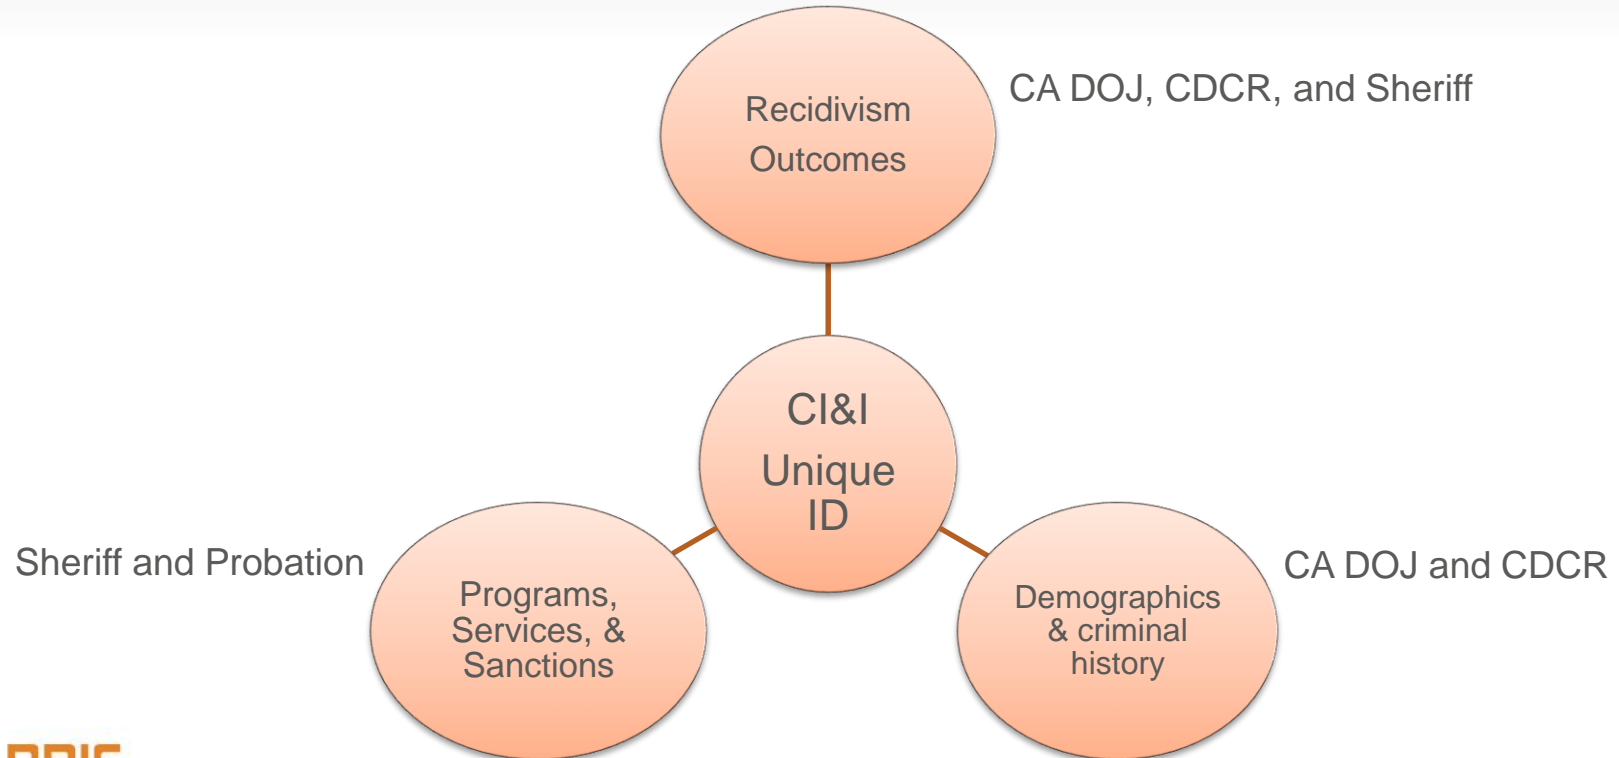 Recidivism
Outcomes
CA DOJ, CDCR, and Sheriff
CI&I
Unique
ID
Sheriff and Probation
Programs,
Services, &
Sanctions
CA DOJ and CDCR
Demographics
& criminal
history